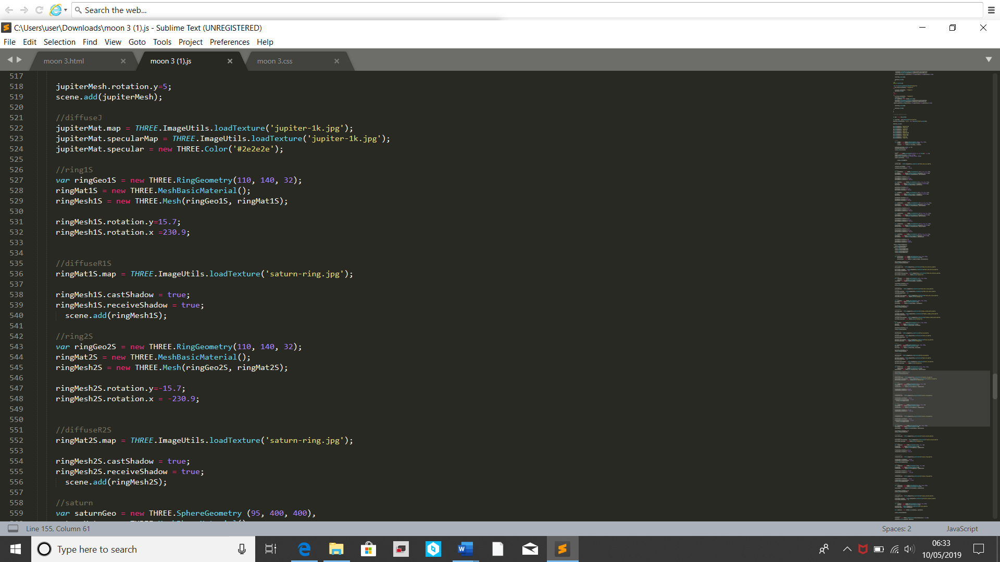 Search the web...
C:\Users\user\Downloads\moon 3 (1).js - Sublime Text (UNREGISTERED)
File Edit Selection Find View Goto Tools Project Preferences Help
moon 3.html moon 3 (1).js moon 3.css
517
518 jupiterMesh.rotation.y=5;
519 scene.add(jupiterMesh);
520
521 //diffuseJ
522 jupiterMat.map = THREE.ImageUtils.loadTexture('jupiter-1k.jpg');
523 jupiterMat.specularMap = THREE.ImageUtils.loadTexture('jupiter-1k.jpg');
524 jupiterMat.specular = new THREE.Color('#2e2e2e');
525
526 //ring1S
527 var ringGeo1S = new THREE.RingGeometry(110, 140, 32);
528 ringMat1S = new THREE.MeshBasicMaterial();
529 ringMesh1S = new THREE.Mesh(ringGeo1S, ringMat1S);
530
531 ringMesh1S.rotation.y=15.7;
532 ringMesh1S.rotation.x =230.9;
533
534
535 //diffuseR1S
536 ringMat1S.map = THREE.ImageUtils.loadTexture('saturn-ring.jpg');
537
538 ringMesh1S.castShadow = true;
539 ringMesh1S.receiveShadow = true;
540 scene.add(ringMesh1S);
541
542 //ring2S
543 var ringGeo2S = new THREE.RingGeometry(110, 140, 32);
544 ringMat2S = new THREE.MeshBasicMaterial();
545 ringMesh2S = new THREE.Mesh(ringGeo2S, ringMat2S);
546
547 ringMesh2S.rotation.y=-15.7;
548 ringMesh2S.rotation.x = -230.9;
549
550
551 //diffuseR2S
552 ringMat2S.map = THREE.ImageUtils.loadTexture('saturn-ring.jpg');
553
554 ringMesh2S.castShadow = true;
555 ringMesh2S.receiveShadow = true;
556 scene.add(ringMesh2S);
557
558 //saturn
559 var saturnGeo = new THREE.SphereGeometry (95, 400, 400),
Line 155, Column 61 Spaces: 2 JavaScript
Type here to search
06:33
10/05/2019